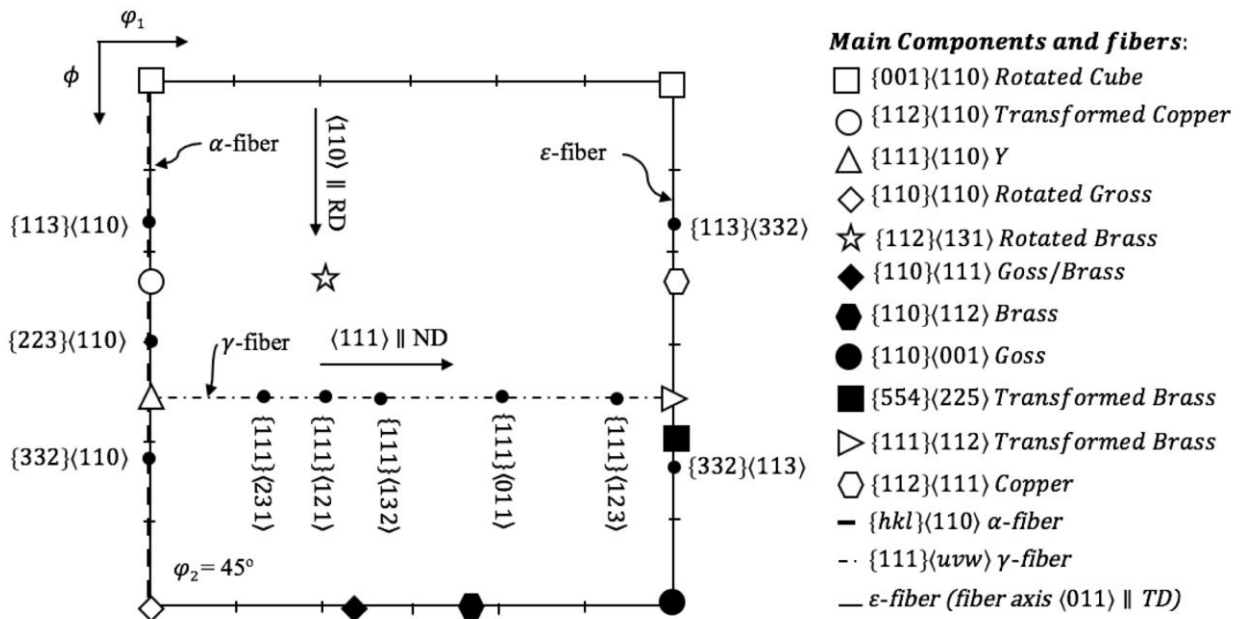 φ₁
ϕ
α-fiber
⟨110⟩ ∥ RD
ε-fiber
{113}⟨110⟩
{113}⟨332⟩
{223}⟨110⟩
γ-fiber
⟨111⟩ ∥ ND
{332}⟨110⟩
{111}⟨231⟩
{111}⟨121⟩
{111}⟨132⟩
{111}⟨011⟩
{111}⟨123⟩
{332}⟨113⟩
φ₂= 45º
Main Components and fibers:
{001}⟨110⟩ Rotated Cube
{112}⟨110⟩ Transformed Copper
{111}⟨110⟩ Y
{110}⟨110⟩ Rotated Gross
{112}⟨131⟩ Rotated Brass
{110}⟨111⟩ Goss/Brass
{110}⟨112⟩ Brass
{110}⟨001⟩ Goss
{554}⟨225⟩ Transformed Brass
{111}⟨112⟩ Transformed Brass
{112}⟨111⟩ Copper
{hkl}⟨110⟩ α-fiber
{111}⟨uvw⟩ γ-fiber
ε-fiber (fiber axis ⟨011⟩ ∥ TD)